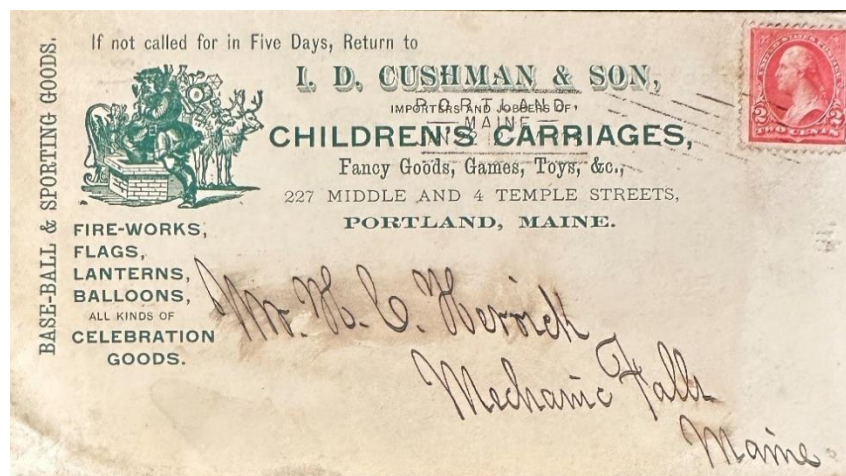 BASE-BALL & SPORTING GOODS.
If not called for in Five Days, Return to
I. D. CUSHMAN & SON,
IMPORTERS AND JOBBERS OF
CHILDREN'S CARRIAGES,
Fancy Goods, Games, Toys, &c.,
227 MIDDLE AND 4 TEMPLE STREETS,
PORTLAND, MAINE.
PORTLAND,
MAINE
FIRE-WORKS,
FLAGS,
LANTERNS,
BALLOONS,
ALL KINDS OF
CELEBRATION
GOODS.
2 2
TWO CENTS
Mr. H. C. Herrick
Mechanic Falls
Maine